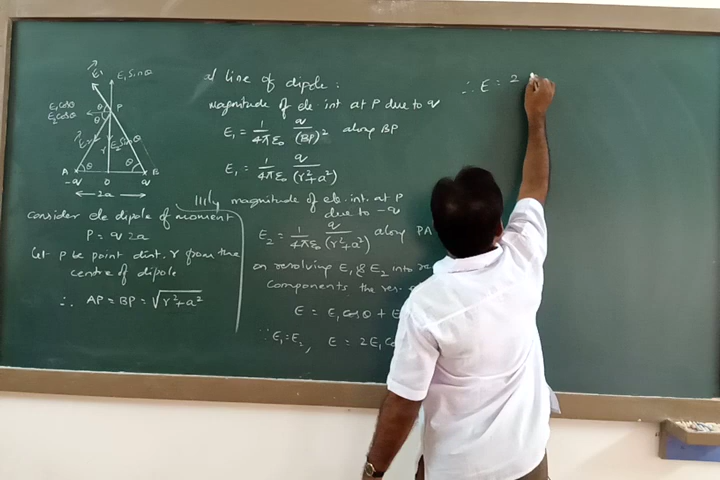 E₁ E₁ Sinθ
E₁cosθ
E₂cosθ
θ P
θ
E₂ E₂Sinθ
r
A θ θ B
-q 0 q
← 2a →
Consider ele dipole of moment
P = q 2a
Let P be point dist. r from the
centre of dipole
∴ AP = BP = √r²+a²
al line of dipole :
Magnitude of ele. int at P due to q
E₁ = 1/4πε₀ q/(BP)² along BP
E₁ = 1/4πε₀ q/(r²+a²)
|||ly magnitude of ele. int. at P
due to -q
E₂ = 1/4πε₀ q/(r²+a²) along PA
on resolving E₁ & E₂ into
Components the res.
E = E₁ cosθ +
∵ E₁=E₂, E = 2E₁
∴ E = 2